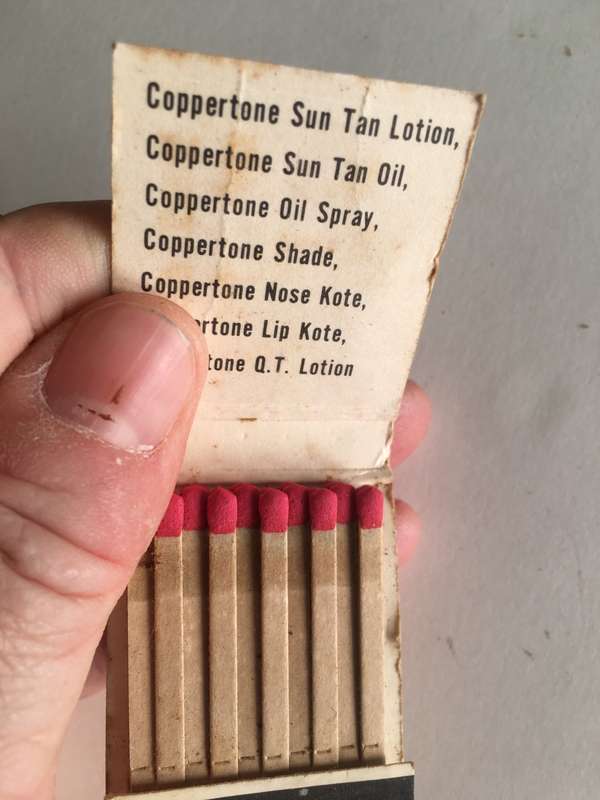 Coppertone Sun Tan Lotion,
Coppertone Sun Tan Oil,
Coppertone Oil Spray,
Coppertone Shade,
Coppertone Nose Kote,
rtone Lip Kote,
tone Q.T. Lotion